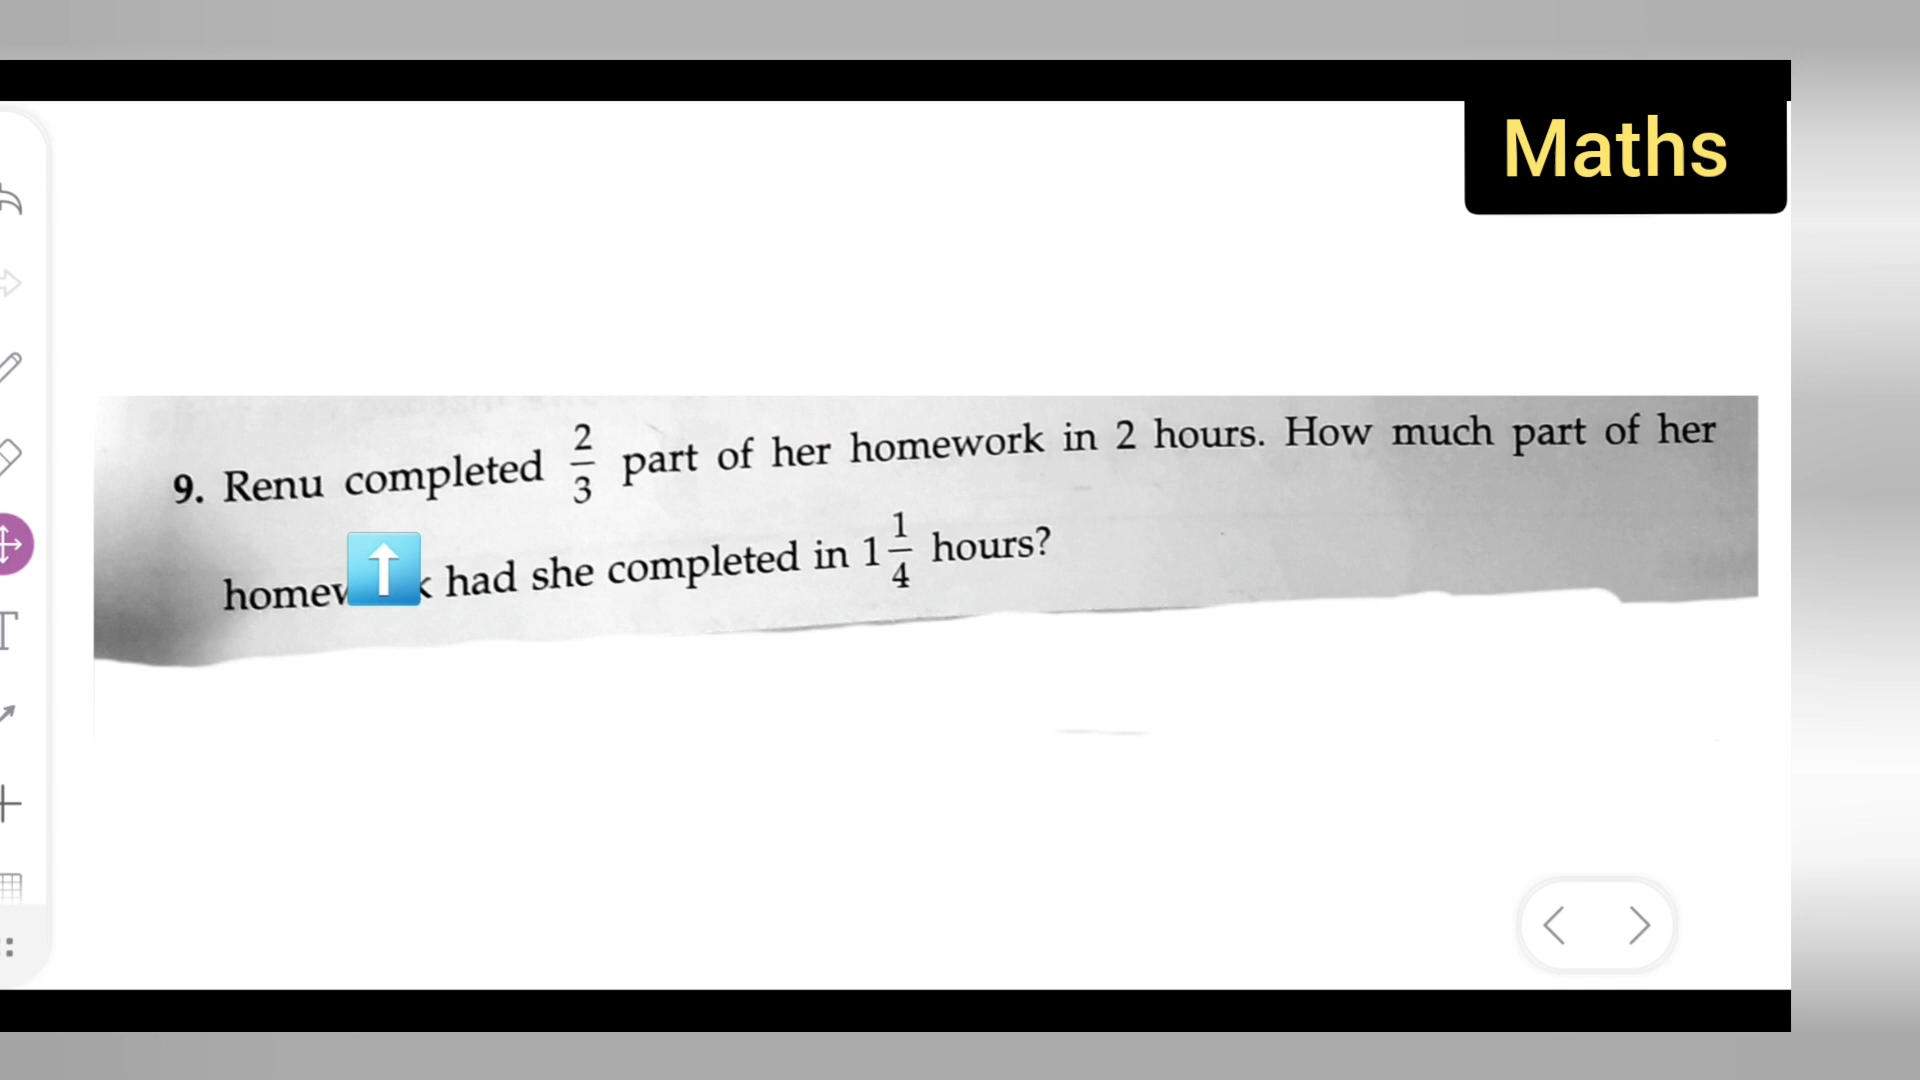 Maths
9. Renu completed 2/3 part of her homework in 2 hours. How much part of her
had she completed in 1 1/4 hours?